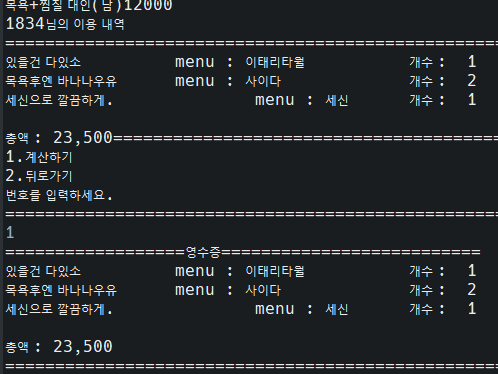 목욕+찜질 대인(남)12000
1834님의 이용 내역
==================================================
있을건 다있소 menu : 이태리타월 개수 : 1
목욕후엔 바나나우유 menu : 사이다 개수 : 2
세신으로 깔끔하게. menu : 세신 개수 : 1
총액 : 23,500=======================================
1.계산하기
2.뒤로가기
번호를 입력하세요.
==================================================
1
==================영수증==========================
있을건 다있소 menu : 이태리타월 개수 : 1
목욕후엔 바나나우유 menu : 사이다 개수 : 2
세신으로 깔끔하게. menu : 세신 개수 : 1
총액 : 23,500
==================================================